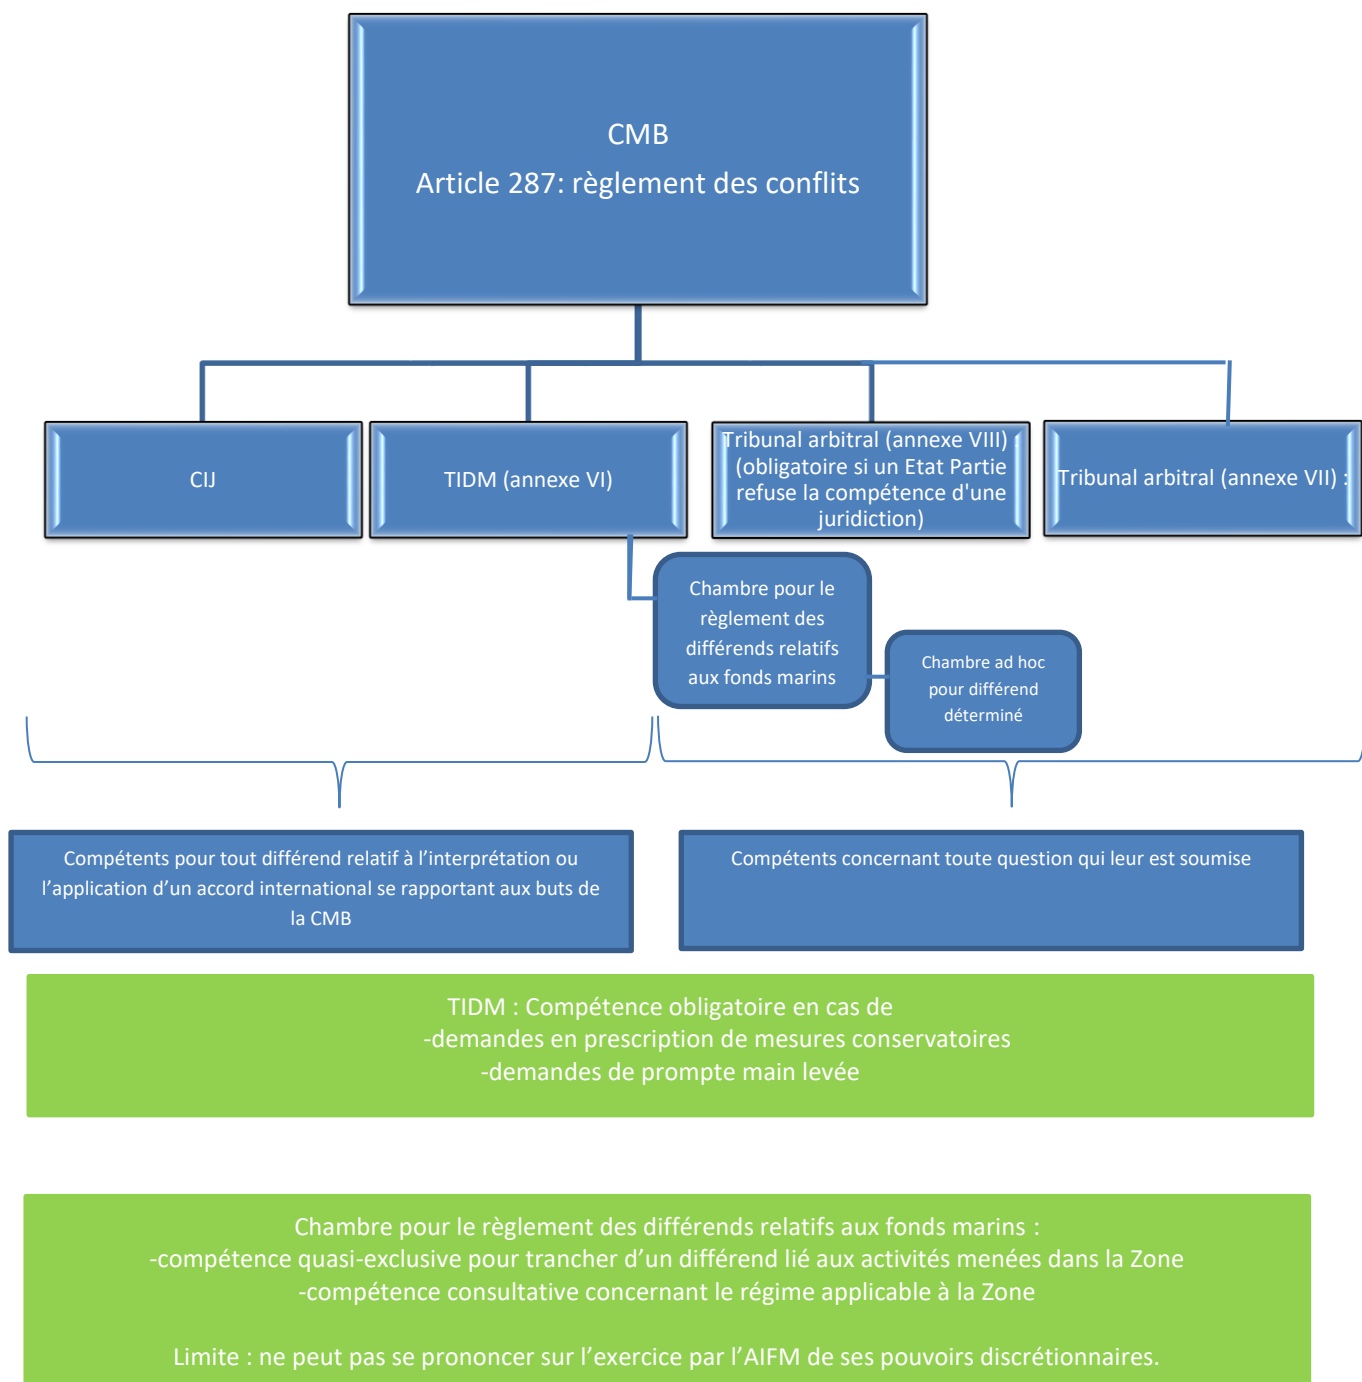 CMB
Article 287: règlement des conflits
CIJ
TIDM (annexe VI)
Tribunal arbitral (annexe VIII) :
(obligatoire si un Etat Partie
refuse la compétence d'une
juridiction)
Tribunal arbitral (annexe VII) :
Chambre pour le
règlement des
différends relatifs
aux fonds marins
Chambre ad hoc
pour différend
déterminé
Compétents pour tout différend relatif à l’interprétation ou
l’application d’un accord international se rapportant aux buts de
la CMB
Compétents concernant toute question qui leur est soumise
TIDM : Compétence obligatoire en cas de
-demandes en prescription de mesures conservatoires
-demandes de prompte main levée
Chambre pour le règlement des différends relatifs aux fonds marins :
-compétence quasi-exclusive pour trancher d’un différend lié aux activités menées dans la Zone
-compétence consultative concernant le régime applicable à la Zone
Limite : ne peut pas se prononcer sur l’exercice par l’AIFM de ses pouvoirs discrétionnaires.